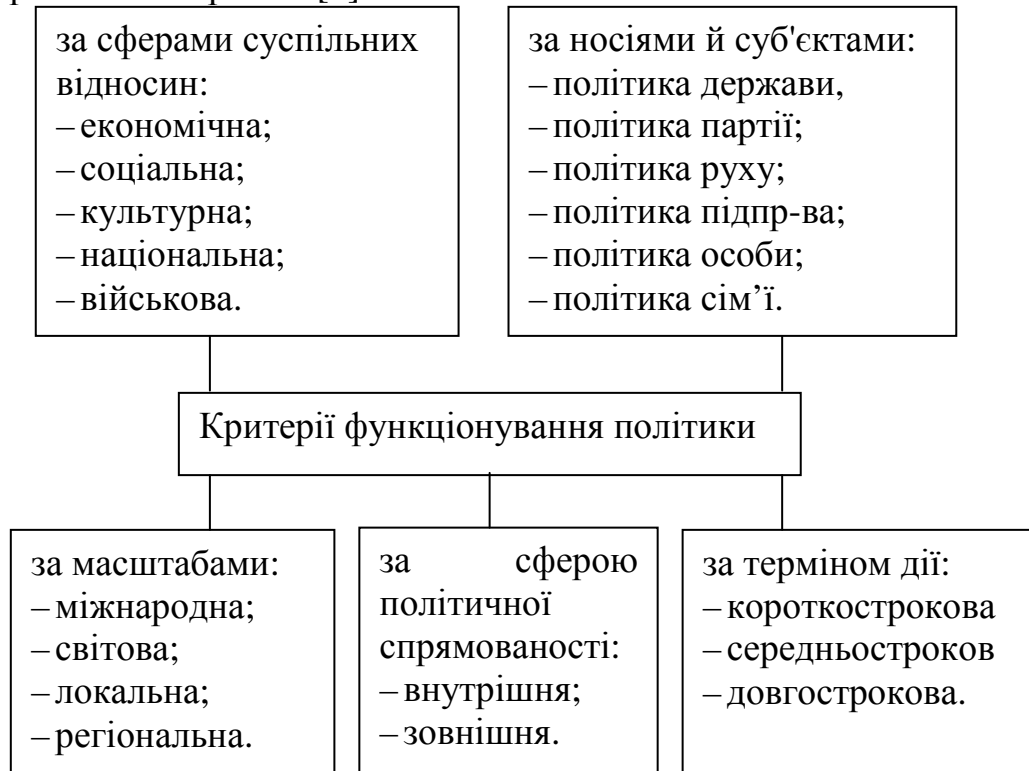 за сферами суспільних
відносин:
– економічна;
– соціальна;
– культурна;
– національна;
– військова.
за носіями й суб'єктами:
– політика держави,
– політика партії;
– політика руху;
– політика підпр-ва;
– політика особи;
– політика сім’ї.
Критерії функціонування політики
за масштабами:
– міжнародна;
– світова;
– локальна;
– регіональна.
за сферою
політичної
спрямованості:
– внутрішня;
– зовнішня.
за терміном дії:
– короткострокова
– середньостроков
– довгострокова.